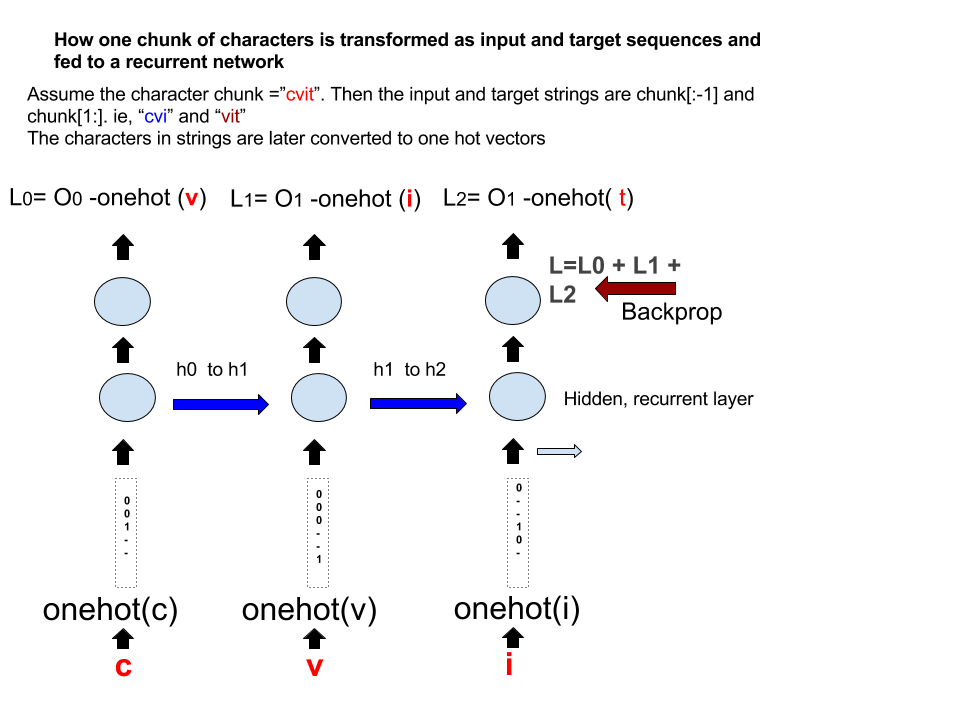 How one chunk of characters is transformed as input and target sequences and
fed to a recurrent network
Assume the character chunk =”cvit”. Then the input and target strings are chunk[:-1] and
chunk[1:]. ie, “cvi” and “vit”
The characters in strings are later converted to one hot vectors
L0= O0 -onehot (v)
L1= O1 -onehot (i)
L2= O1 -onehot( t)
L=L0 + L1 +
L2
Backprop
h0 to h1
h1 to h2
Hidden, recurrent layer
0
0
1
-
-
0
0
0
-
-
1
0
-
-
1
0
-
onehot(c)
onehot(v)
onehot(i)
c
v
i